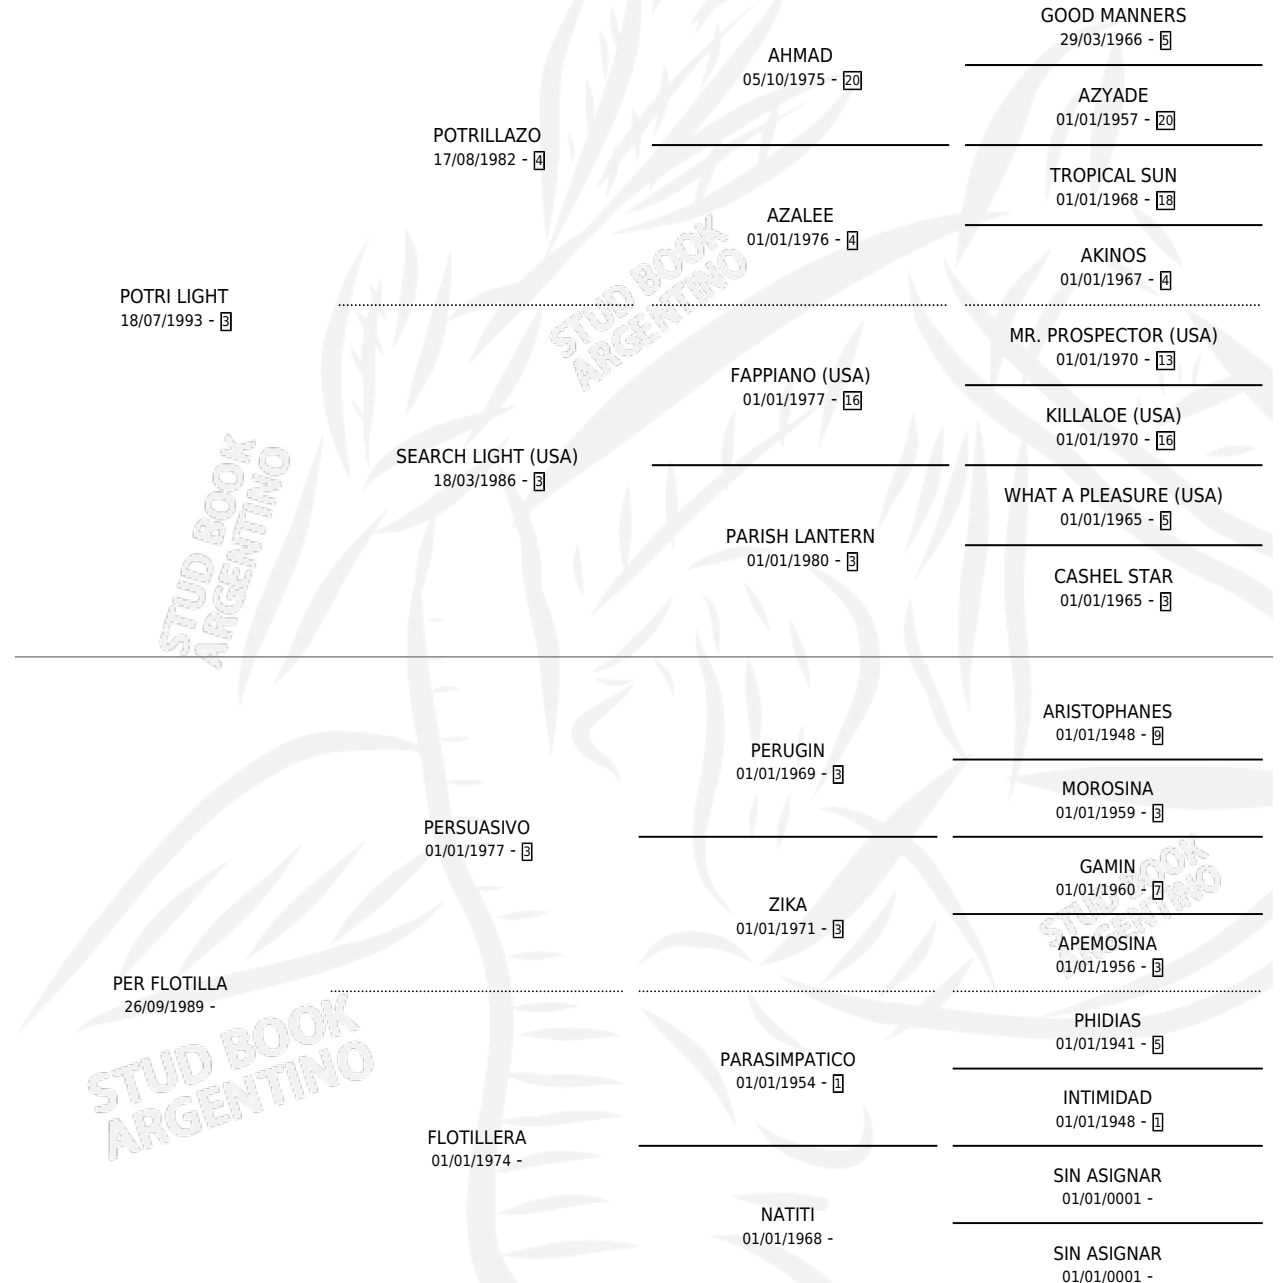 GOOD MANNERS
29/03/1966 - 5
AHMAD
05/10/1975 - 20
AZYADE
01/01/1957 - 20
POTRILLAZO
17/08/1982 - 4
TROPICAL SUN
01/01/1968 - 18
AZALEE
01/01/1976 - 4
AKINOS
01/01/1967 - 4
POTRI LIGHT
18/07/1993 - 3
MR. PROSPECTOR (USA)
01/01/1970 - 13
FAPPIANO (USA)
01/01/1977 - 16
KILLALOE (USA)
01/01/1970 - 16
SEARCH LIGHT (USA)
18/03/1986 - 3
WHAT A PLEASURE (USA)
01/01/1965 - 5
PARISH LANTERN
01/01/1980 - 3
CASHEL STAR
01/01/1965 - 3
ARISTOPHANES
01/01/1948 - 9
PERUGIN
01/01/1969 - 3
MOROSINA
01/01/1959 - 3
PERSUASIVO
01/01/1977 - 3
GAMIN
01/01/1960 - 7
ZIKA
01/01/1971 - 3
APEMOSINA
01/01/1956 - 3
PER FLOTILLA
26/09/1989 -
PHIDIAS
01/01/1941 - 5
PARASIMPATICO
01/01/1954 - 1
INTIMIDAD
01/01/1948 - 1
FLOTILLERA
01/01/1974 -
SIN ASIGNAR
01/01/0001 -
NATITI
01/01/1968 -
SIN ASIGNAR
01/01/0001 -
STUD BOOK
ARGENTINO
STUD BOOK
ARGENTINO
STUD BOOK
ARGENTINO
STUD BOOK
ARGENTINO